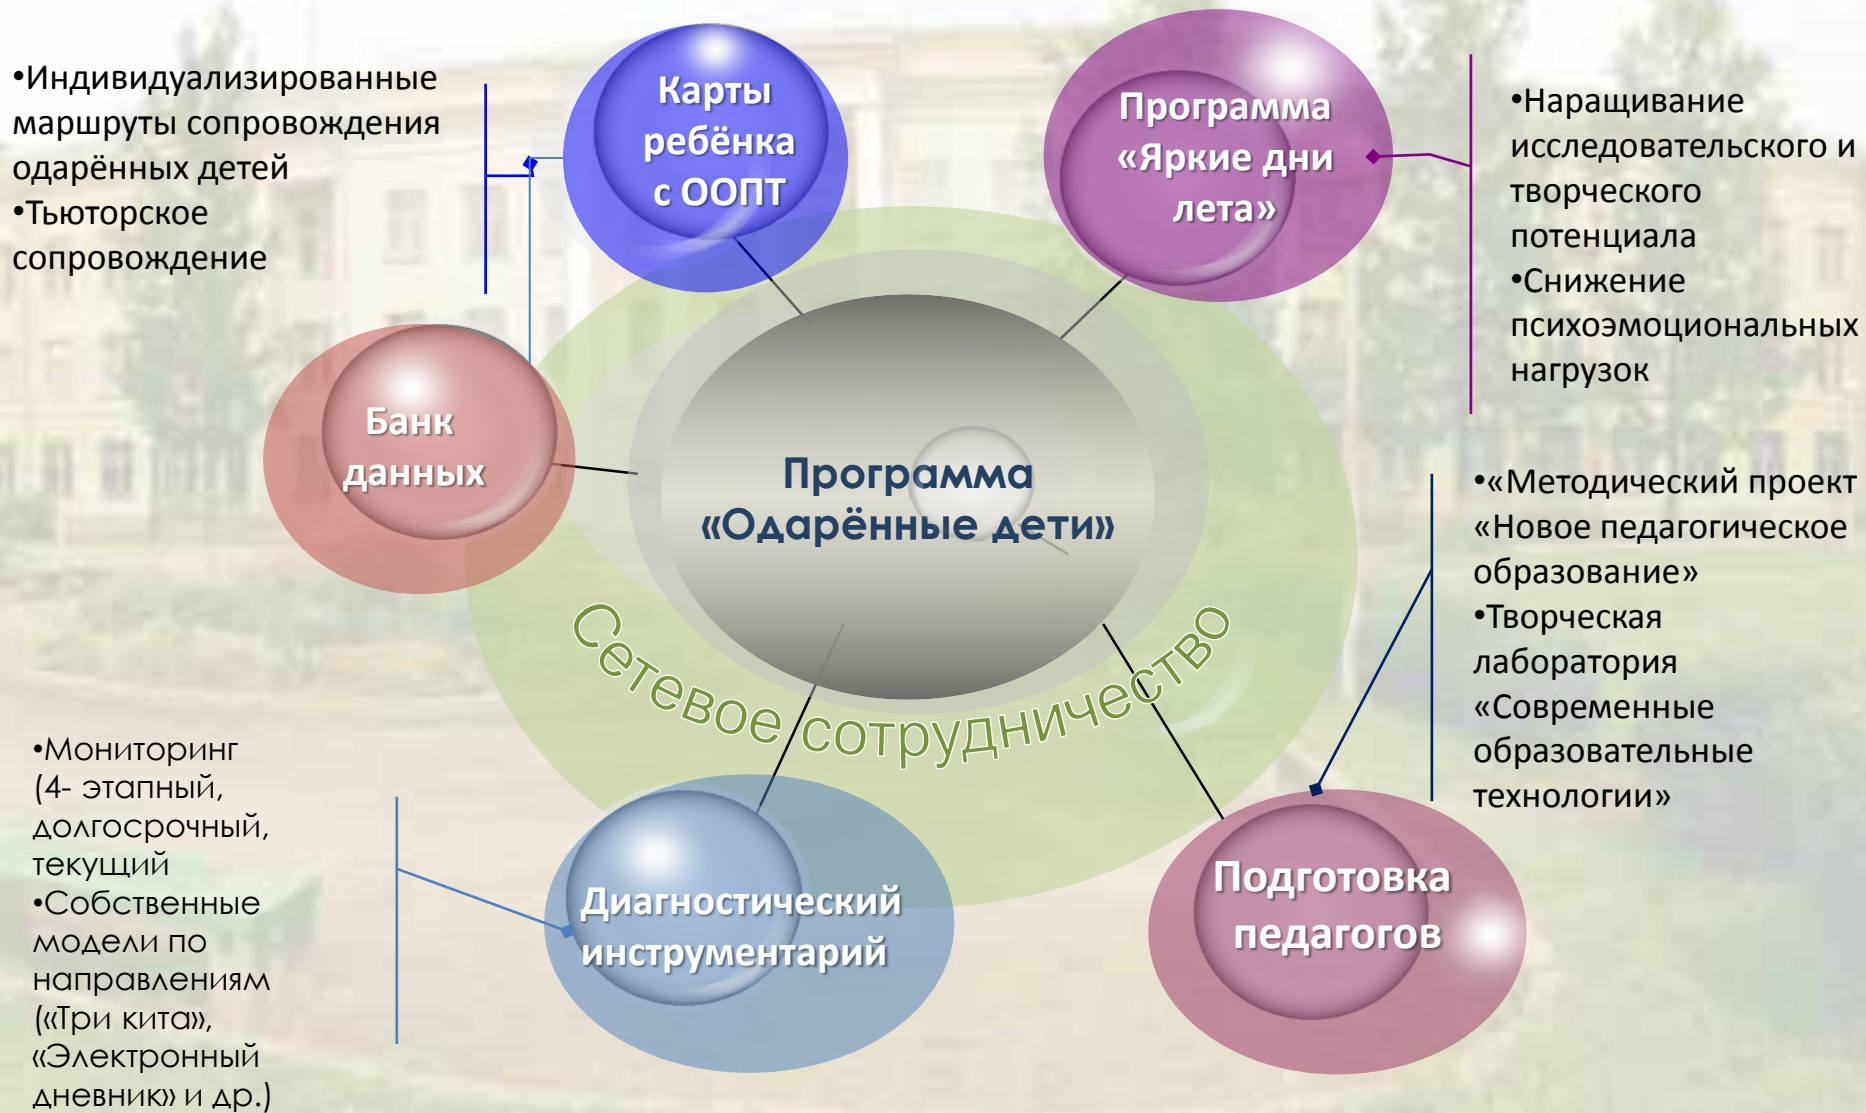 •Индивидуализированные
маршруты сопровождения
одарённых детей
•Тьюторское
сопровождение
Карты
ребёнка
с ООПТ
Программа
«Яркие дни
лета»
•Наращивание
исследовательского и
творческого
потенциала
•Снижение
психоэмоциональных
нагрузок
Банк
данных
Программа
«Одарённые дети»
Сетевое сотрудничество
•«Методический проект
«Новое педагогическое
образование»
•Творческая
лаборатория
«Современные
образовательные
технологии»
•Мониторинг
(4- этапный,
долгосрочный,
текущий
•Собственные
модели по
направлениям
(«Три кита»,
«Электронный
дневник» и др.)
Диагностический
инструментарий
Подготовка
педагогов